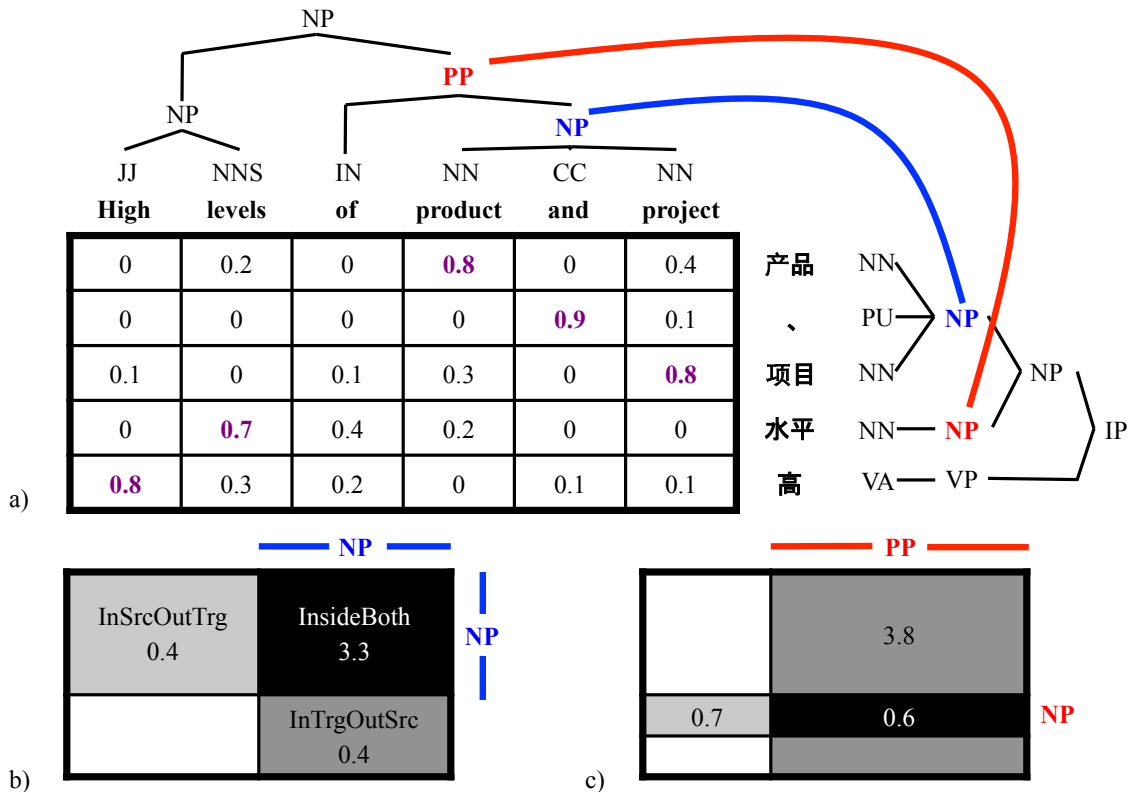 NP
PP
NP
NP
JJ NNS IN NN CC NN
High levels of product and project
0 0.2 0 0.8 0 0.4 产品 NN
0 0 0 0 0.9 0.1 、 PU NP
0.1 0 0.1 0.3 0 0.8 项目 NN NP
0 0.7 0.4 0.2 0 0 水平 NN NP IP
0.8 0.3 0.2 0 0.1 0.1 高 VA VP
a)
NP
InSrcOutTrg InsideBoth
0.4 3.3
NP
InTrgOutSrc
0.4
b)
PP
3.8
0.7 0.6 NP
c)